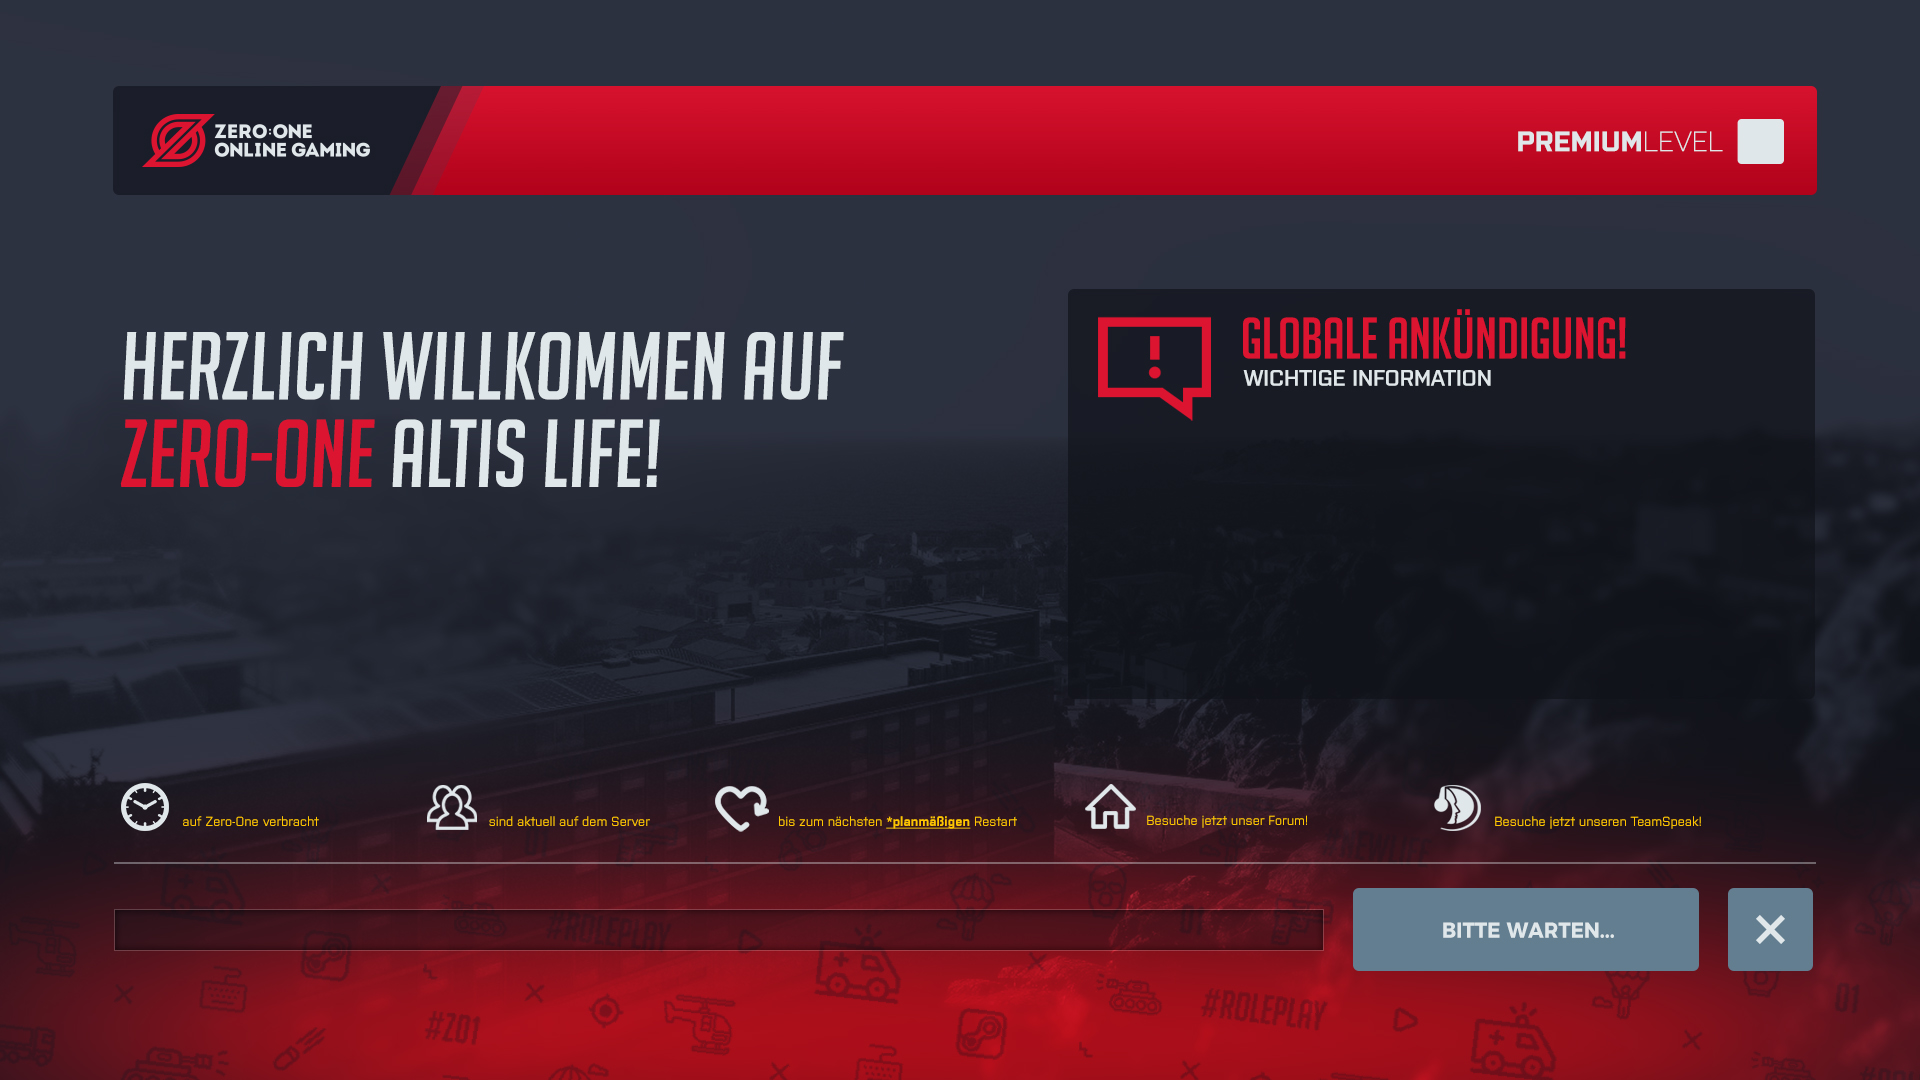 ZERO:ONE
ONLINE GAMING
PREMIUMLEVEL
HERZLICH WILLKOMMEN AUF
ZERO-ONE ALTIS LIFE!
GLOBALE ANKÜNDIGUNG!
WICHTIGE INFORMATION
auf Zero-One verbracht
sind aktuell auf dem Server
bis zum nächsten *planmäßigen Restart
Besuche jetzt unser Forum!
Besuche jetzt unseren TeamSpeak!
BITTE WARTEN...
#ROLEPLAY
01
#ROLEPLAY
01
#Z01